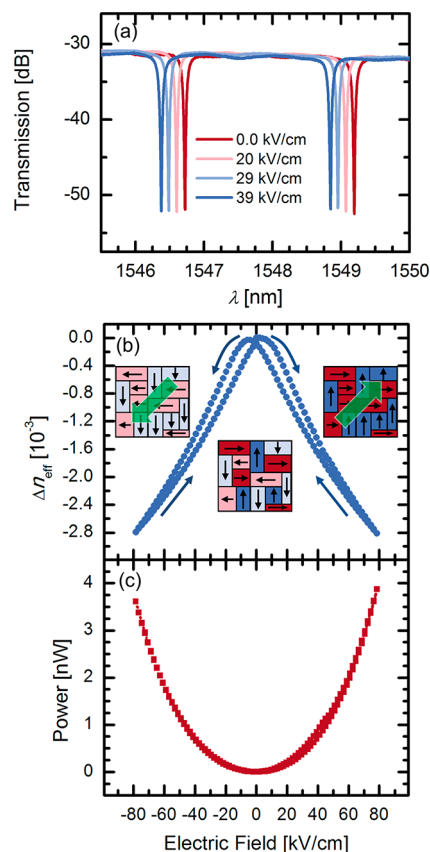 (a)
Transmission [dB]
-30
-40
-50
0.0 kV/cm
20 kV/cm
29 kV/cm
39 kV/cm
1546 1547 1548 1549 1550
λ [nm]
(b)
Δneff [10-3]
0.0
-0.4
-0.8
-1.2
-1.6
-2.0
-2.4
-2.8
(c)
Power [nW]
4
3
2
1
0
-80 -60 -40 -20 0 20 40 60 80 100
Electric Field [kV/cm]